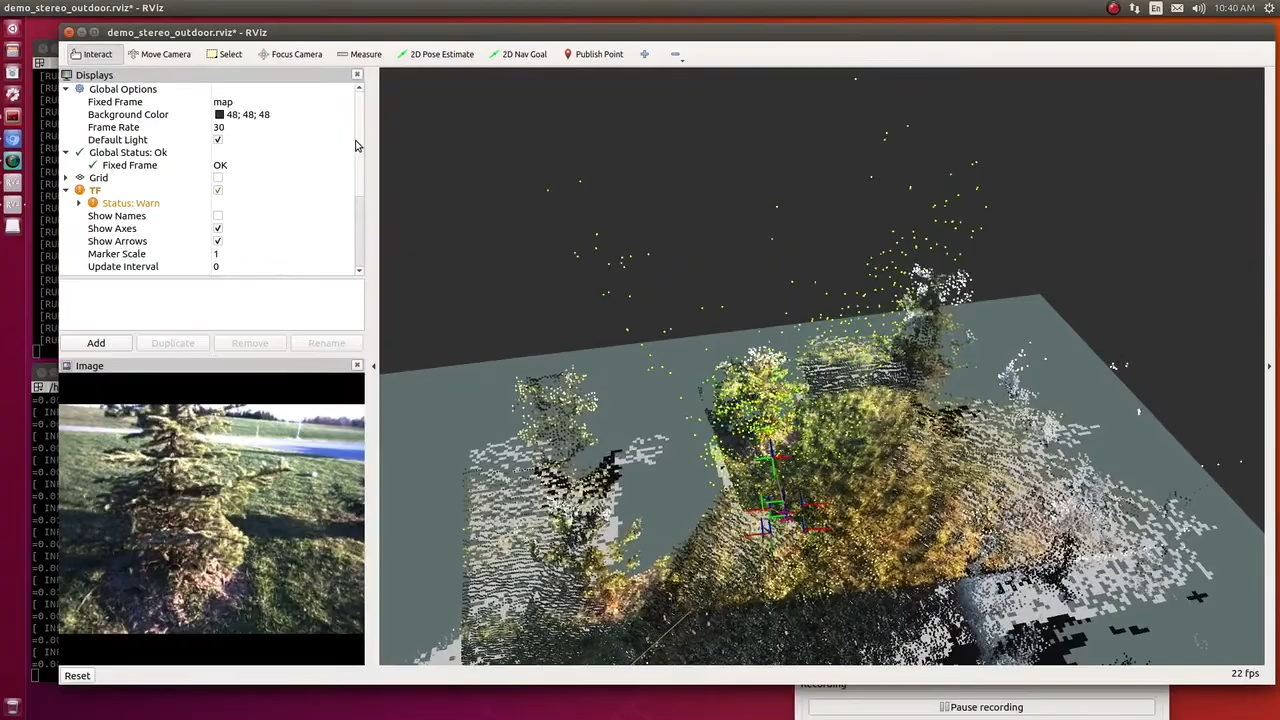 demo_stereo_outdoor.rviz* - RViz
En
10:40 AM
demo_stereo_outdoor.rviz* - RViz
Interact
Move Camera
Select
Focus Camera
Measure
2D Pose Estimate
2D Nav Goal
Publish Point
Displays
Global Options
Fixed Frame map
Background Color 48; 48; 48
Frame Rate 30
Default Light
Global Status: Ok
Fixed Frame OK
Grid
TF
Status: Warn
Show Names
Show Axes
Show Arrows
Marker Scale 1
Update Interval 0
Add
Duplicate
Remove
Rename
Image
Reset
22 fps
Pause recording